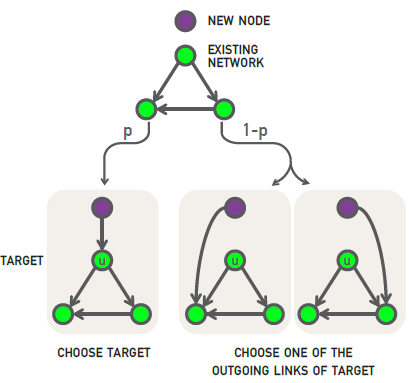 NEW NODE
EXISTING
NETWORK
p
1-p
TARGET
u
u
u
CHOOSE TARGET
CHOOSE ONE OF THE
OUTGOING LINKS OF TARGET